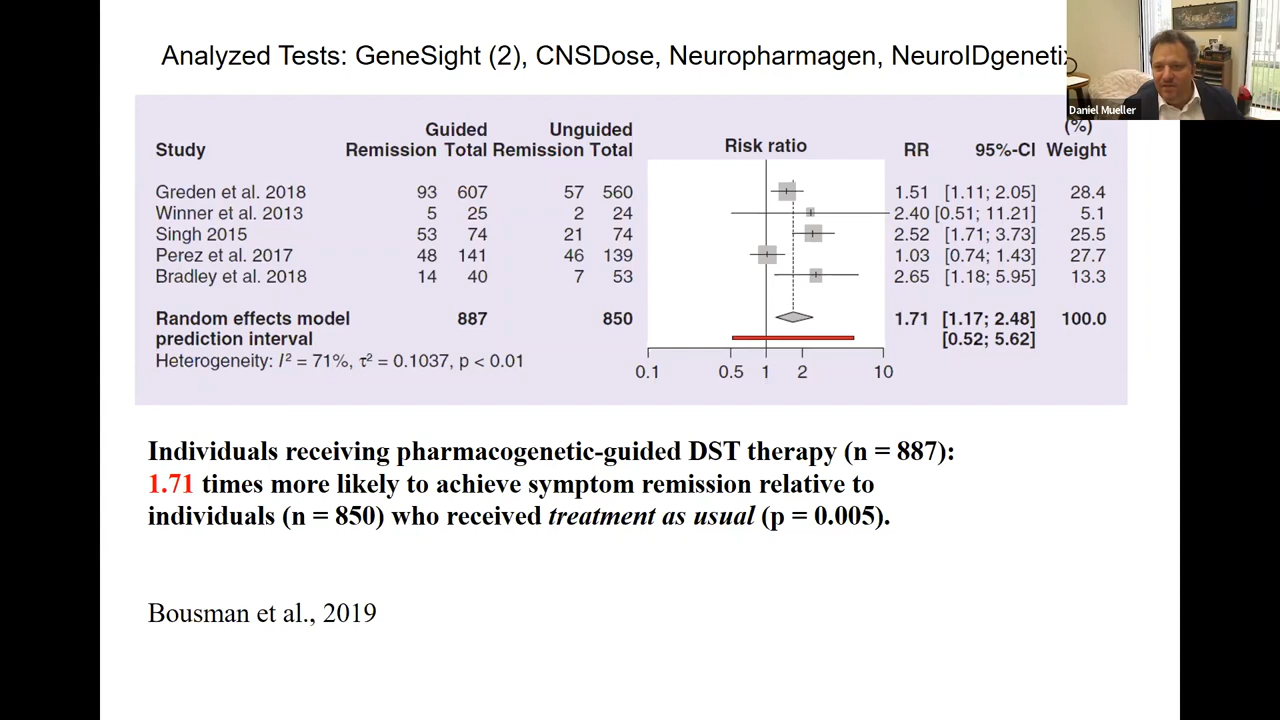 Analyzed Tests: GeneSight (2), CNSDose, Neuropharmagen, NeuroIDgenetix
Daniel Mueller
Guided Unguided (%)
Study Remission Total Remission Total Risk ratio RR 95%-CI Weight
Greden et al. 2018 93 607 57 560 1.51 [1.11; 2.05] 28.4
Winner et al. 2013 5 25 2 24 2.40 [0.51; 11.21] 5.1
Singh 2015 53 74 21 74 2.52 [1.71; 3.73] 25.5
Perez et al. 2017 48 141 46 139 1.03 [0.74; 1.43] 27.7
Bradley et al. 2018 14 40 7 53 2.65 [1.18; 5.95] 13.3
Random effects model 887 850 1.71 [1.17; 2.48] 100.0
prediction interval [0.52; 5.62]
Heterogeneity: I² = 71%, τ² = 0.1037, p < 0.01
0.1 0.5 1 2 10
Individuals receiving pharmacogenetic-guided DST therapy (n = 887):
1.71 times more likely to achieve symptom remission relative to
individuals (n = 850) who received treatment as usual (p = 0.005).
Bousman et al., 2019